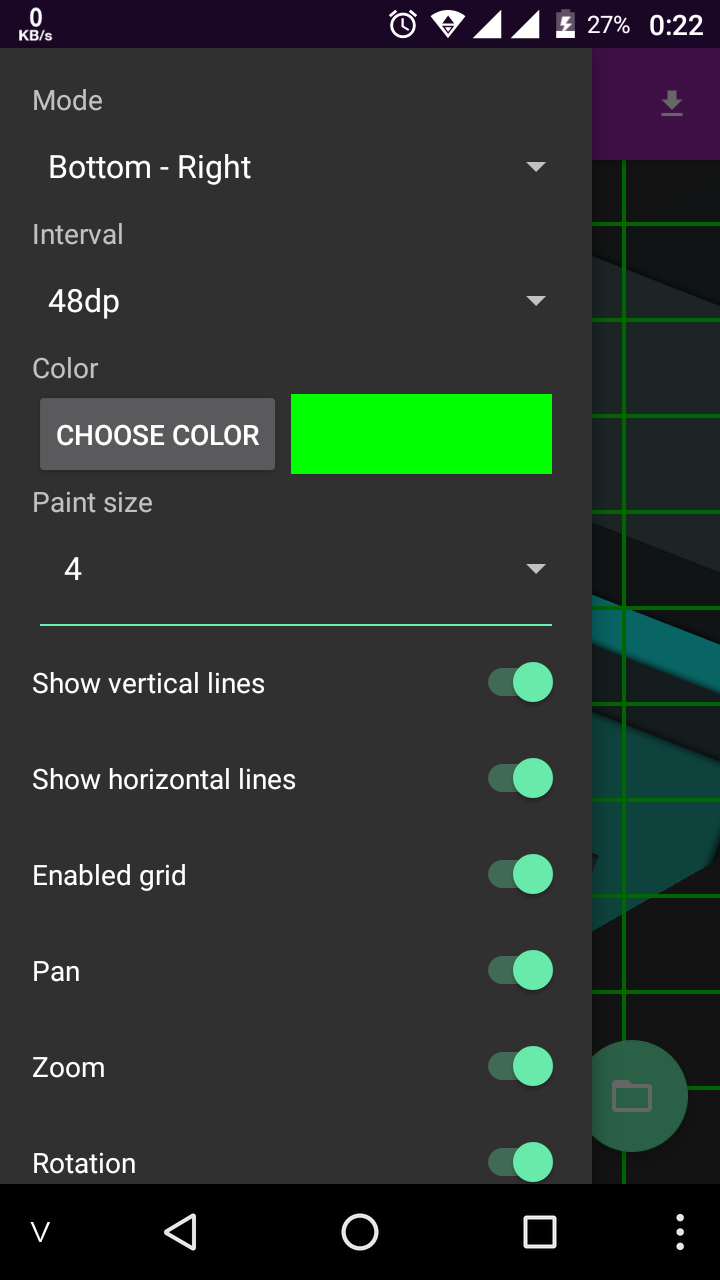 0
KB/s
27%
0:22
Mode
Bottom - Right
Interval
48dp
Color
CHOOSE COLOR
Paint size
4
Show vertical lines
Show horizontal lines
Enabled grid
Pan
Zoom
Rotation